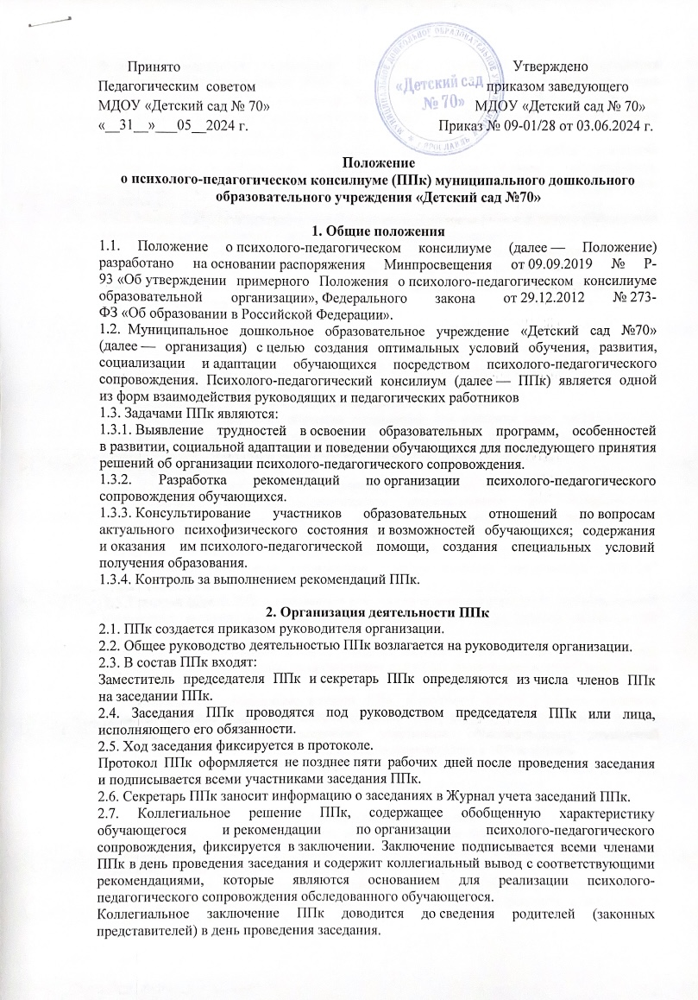 Принято Утверждено
Педагогическим советом приказом заведующего
МДОУ «Детский сад № 70» МДОУ «Детский сад № 70»
«__31__»___05__2024 г. Приказ № 09-01/28 от 03.06.2024 г.
«Детский сад
№ 70»
Положение
о психолого-педагогическом консилиуме (ППк) муниципального дошкольного
образовательного учреждения «Детский сад №70»
1. Общие положения
1.1. Положение о психолого-педагогическом консилиуме (далее — Положение)
разработано на основании распоряжения Минпросвещения от 09.09.2019 № Р-
93 «Об утверждении примерного Положения о психолого-педагогическом консилиуме
образовательной организации», Федерального закона от 29.12.2012 № 273-
ФЗ «Об образовании в Российской Федерации».
1.2. Муниципальное дошкольное образовательное учреждение «Детский сад №70»
(далее — организация) с целью создания оптимальных условий обучения, развития,
социализации и адаптации обучающихся посредством психолого-педагогического
сопровождения. Психолого-педагогический консилиум (далее — ППк) является одной
из форм взаимодействия руководящих и педагогических работников
1.3. Задачами ППк являются:
1.3.1. Выявление трудностей в освоении образовательных программ, особенностей
в развитии, социальной адаптации и поведении обучающихся для последующего принятия
решений об организации психолого-педагогического сопровождения.
1.3.2. Разработка рекомендаций по организации психолого-педагогического
сопровождения обучающихся.
1.3.3. Консультирование участников образовательных отношений по вопросам
актуального психофизического состояния и возможностей обучающихся; содержания
и оказания им психолого-педагогической помощи, создания специальных условий
получения образования.
1.3.4. Контроль за выполнением рекомендаций ППк.
2. Организация деятельности ППк
2.1. ППк создается приказом руководителя организации.
2.2. Общее руководство деятельностью ППк возлагается на руководителя организации.
2.3. В состав ППк входят:
Заместитель председателя ППк и секретарь ППк определяются из числа членов ППк
на заседании ППк.
2.4. Заседания ППк проводятся под руководством председателя ППк или лица,
исполняющего его обязанности.
2.5. Ход заседания фиксируется в протоколе.
Протокол ППк оформляется не позднее пяти рабочих дней после проведения заседания
и подписывается всеми участниками заседания ППк.
2.6. Секретарь ППк заносит информацию о заседаниях в Журнал учета заседаний ППк.
2.7. Коллегиальное решение ППк, содержащее обобщенную характеристику
обучающегося и рекомендации по организации психолого-педагогического
сопровождения, фиксируется в заключении. Заключение подписывается всеми членами
ППк в день проведения заседания и содержит коллегиальный вывод с соответствующими
рекомендациями, которые являются основанием для реализации психолого-
педагогического сопровождения обследованного обучающегося.
Коллегиальное заключение ППк доводится до сведения родителей (законных
представителей) в день проведения заседания.